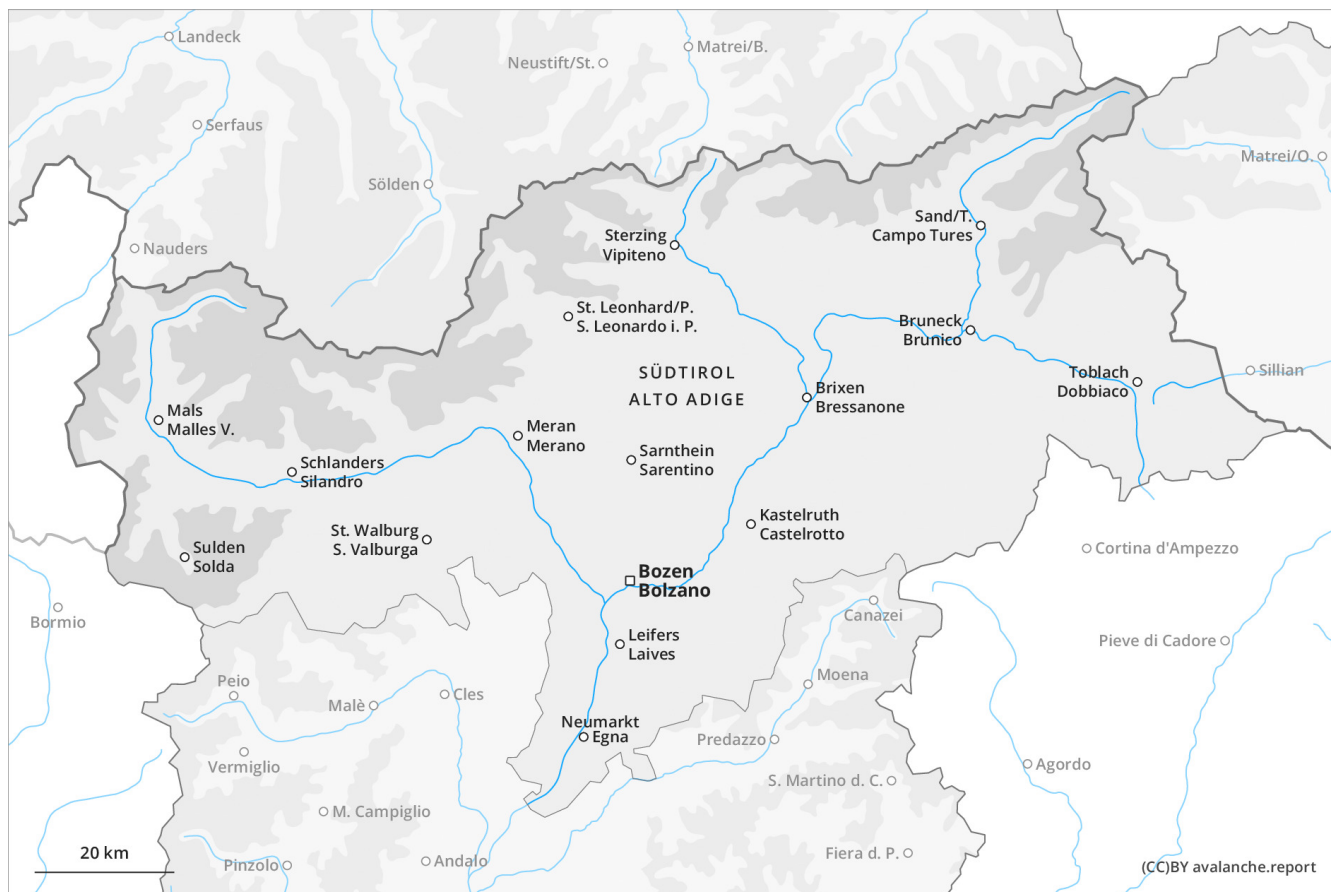 Landeck
Matrei/B.
Neustift/St.
Serfaus
Matrei/O.
Sölden
Sand/T.
Campo Tures
Sterzing
Vipiteno
Nauders
St. Leonhard/P.
S. Leonardo i. P.
Bruneck
Brunico
SÜDTIROL
ALTO ADIGE
Toblach
Dobbiaco
Sillian
Brixen
Bressanone
Mals
Malles V.
Meran
Merano
Sarnthein
Sarentino
Schlanders
Silandro
Kastelruth
Castelrotto
St. Walburg
S. Valburga
Sulden
Solda
Cortina d'Ampezzo
Bozen
Bolzano
Bormio
Canazei
Leifers
Laives
Pieve di Cadore
Peio
Moena
Cles
Malè
Neumarkt
Egna
Predazzo
Vermiglio
Agordo
S. Martino d. C.
M. Campiglio
20 km
Fiera d. P.
Andalo
Pinzolo
(CC)BY avalanche.report